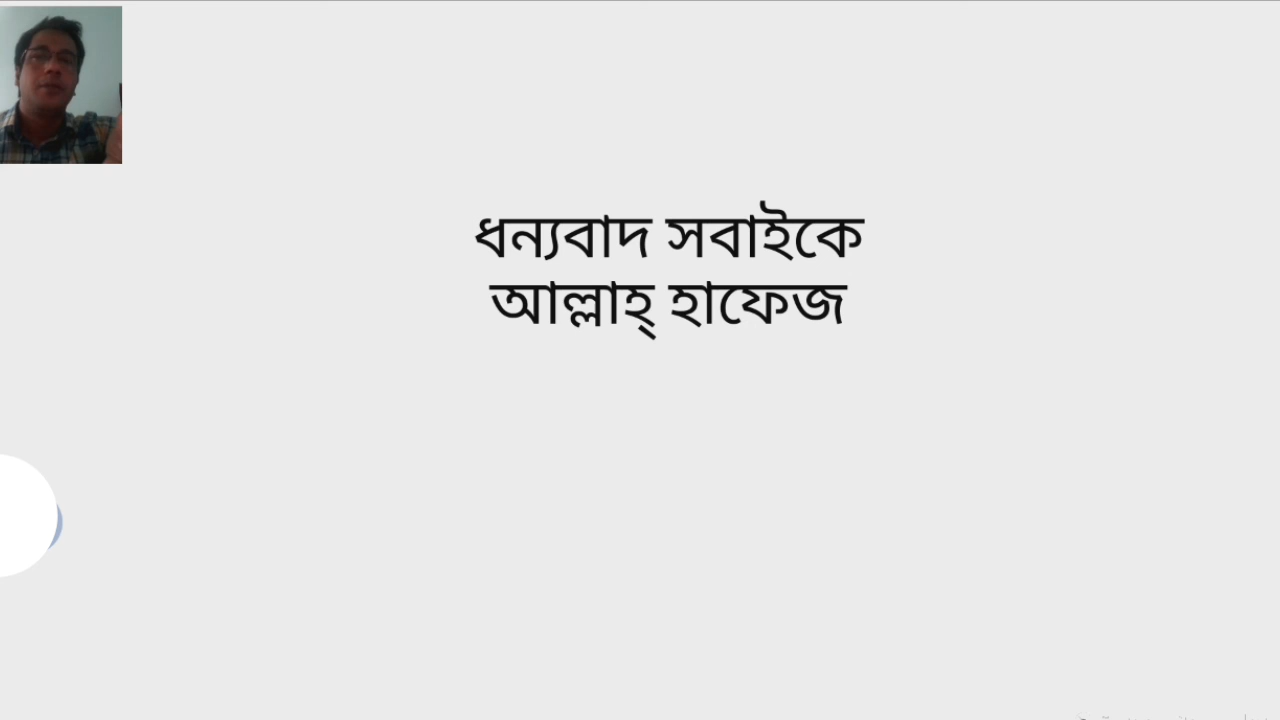 ধন্যবাদ সবাইকে
আল্লাহ্ হাফেজ